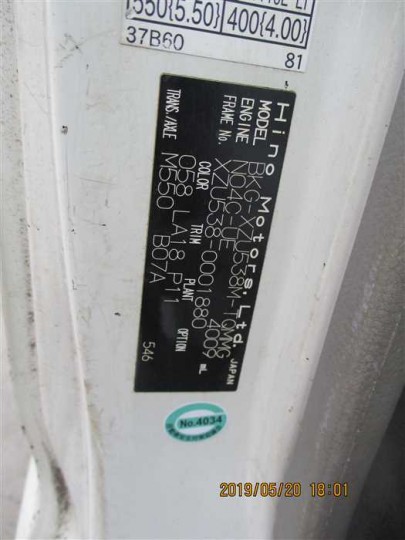 550{5.50} 400{4.00}
37B60 81
Hino Motors, Ltd. JAPAN
MODEL BKG-XZU538M-TQMMG
ENGINE N04C-UE 4009 mL
FRAME No. XZU538-0001880
COLOR TRIM PLANT OPTION
058 LA18 P11
TRANS./AXLE M550 B07A
546
No.4034
2019/05/20 18:01